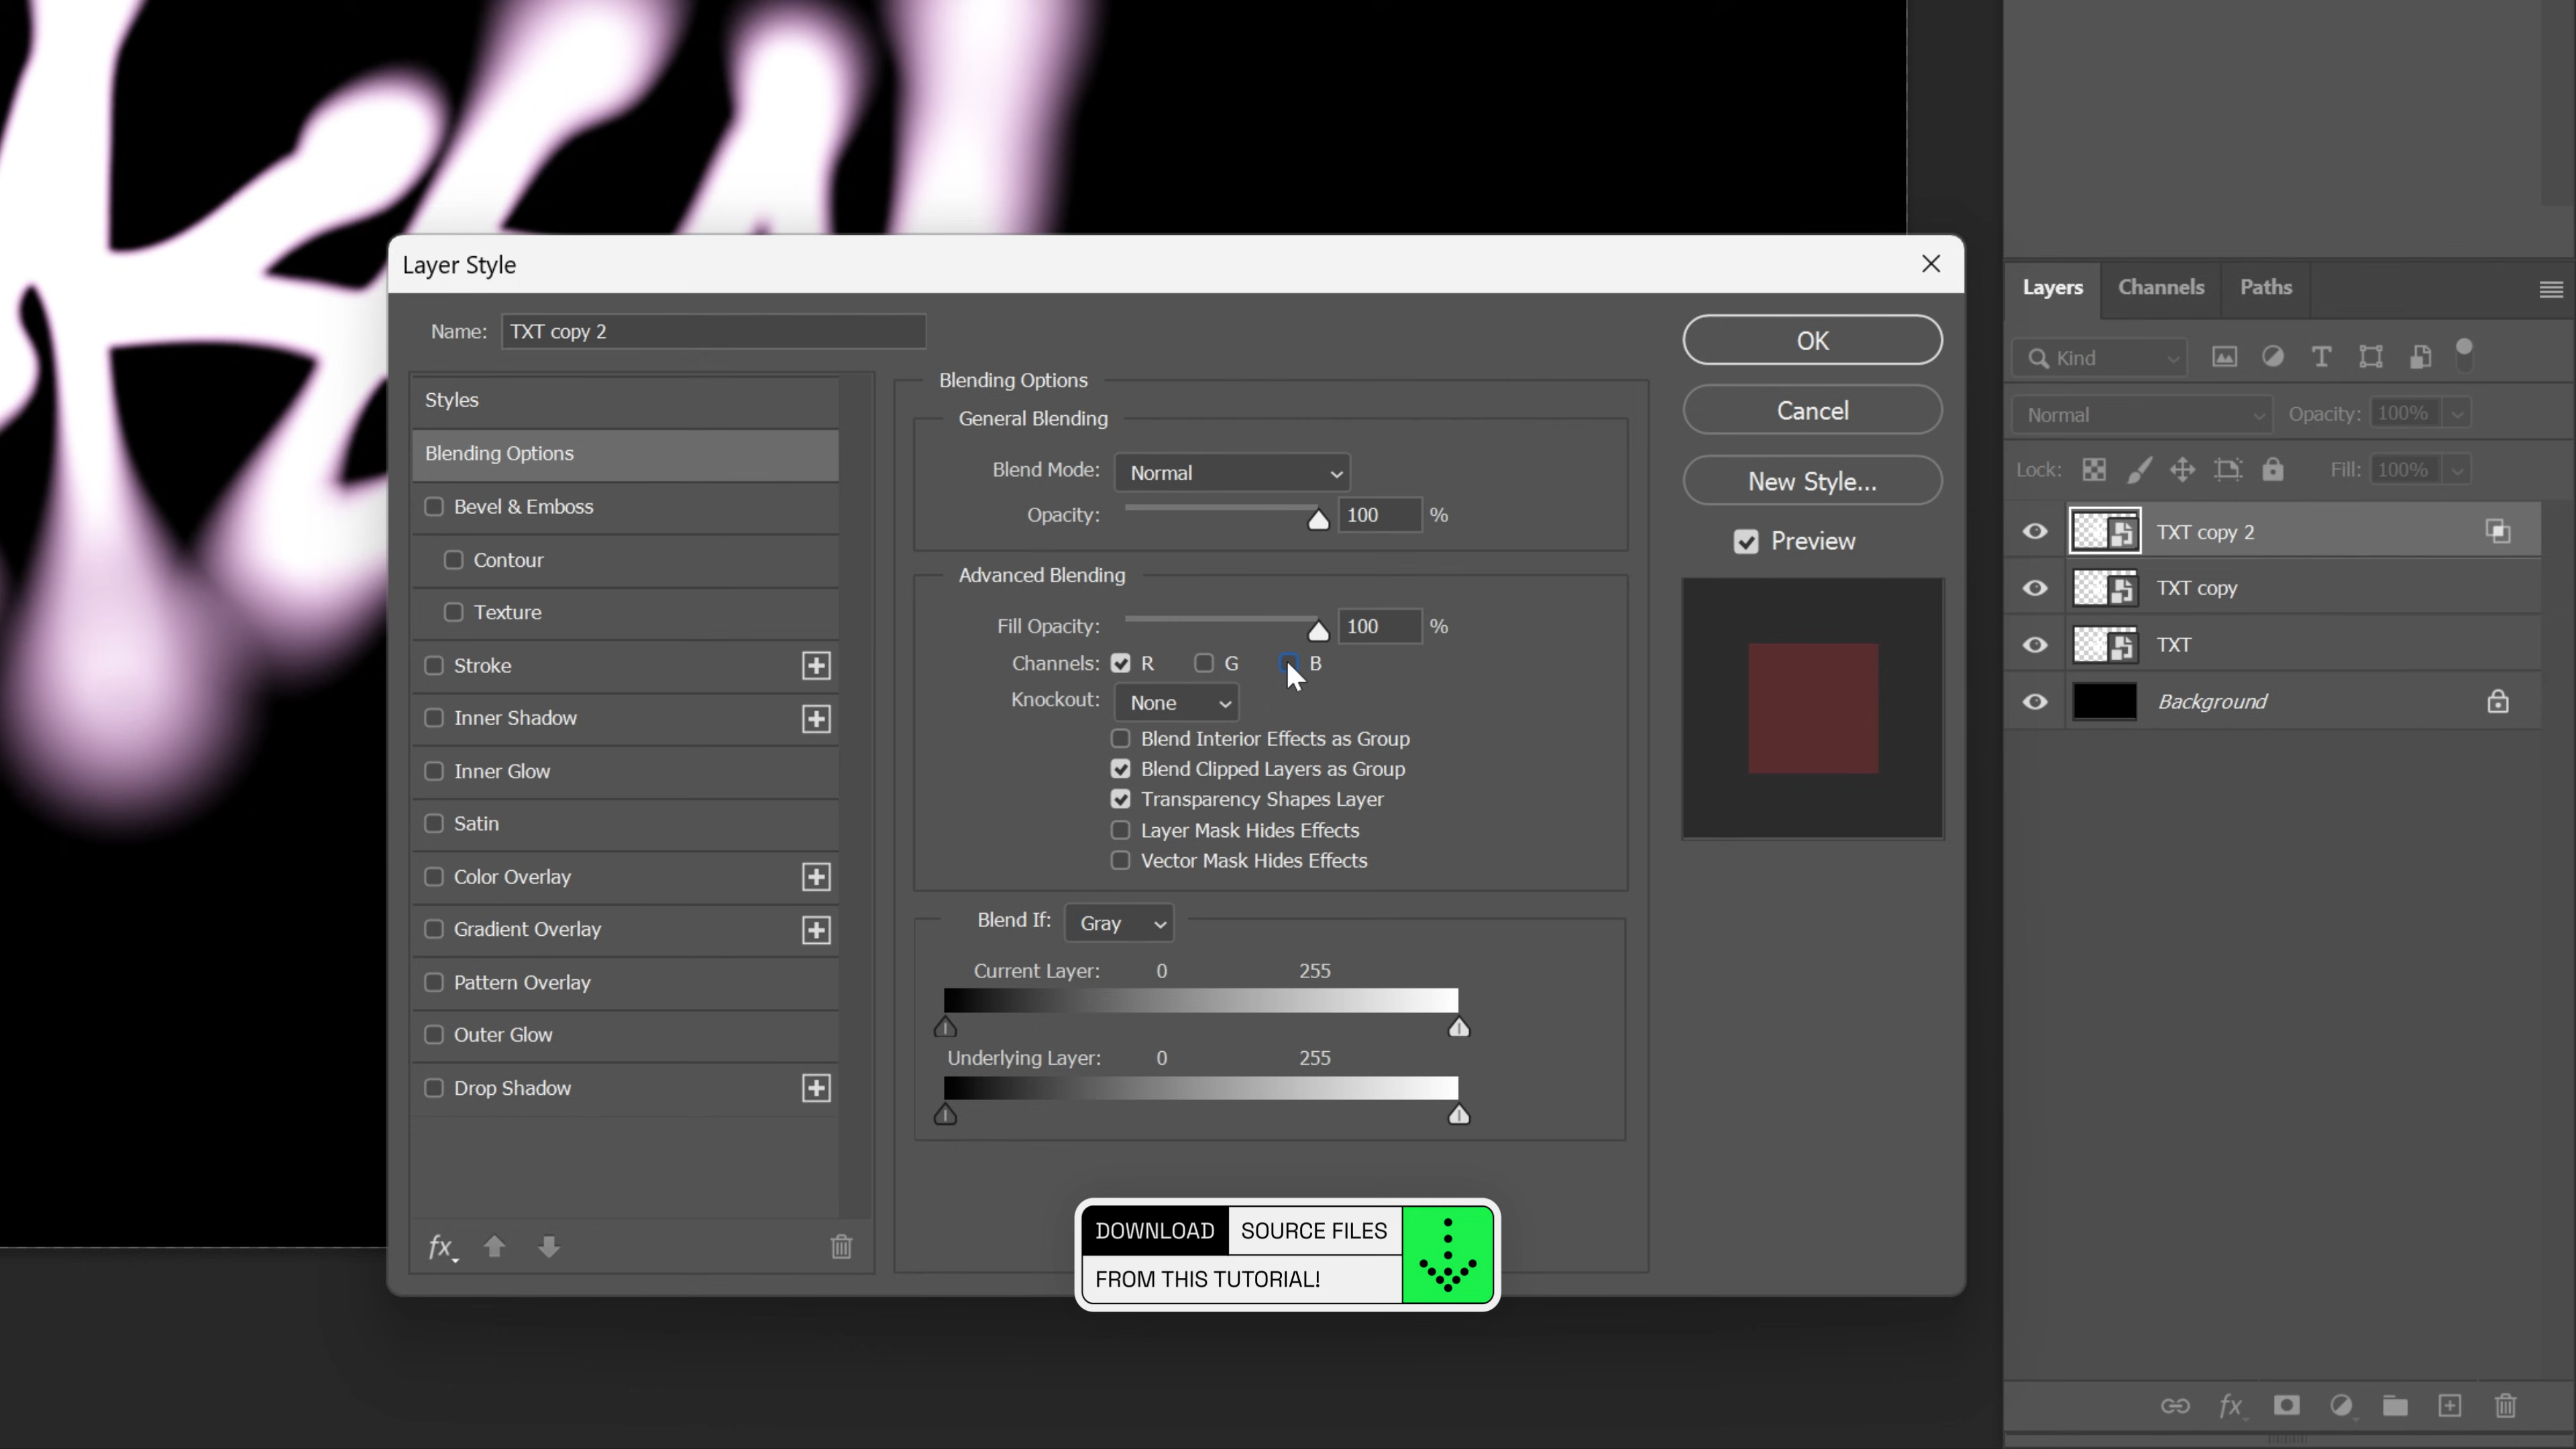 Layer Style
Name: TXT copy 2
Styles
Blending Options
Bevel & Emboss
Contour
Texture
Stroke
Inner Shadow
Inner Glow
Satin
Color Overlay
Gradient Overlay
Pattern Overlay
Outer Glow
Drop Shadow
fx
Blending Options
General Blending
Blend Mode: Normal
Opacity: 100 %
Advanced Blending
Fill Opacity: 100 %
Channels: R G B
Knockout: None
Blend Interior Effects as Group
Blend Clipped Layers as Group
Transparency Shapes Layer
Layer Mask Hides Effects
Vector Mask Hides Effects
Blend If: Gray
Current Layer: 0 255
Underlying Layer: 0 255
OK
Cancel
New Style...
Preview
DOWNLOAD SOURCE FILES
FROM THIS TUTORIAL!
Layers Channels Paths
Kind
Normal Opacity: 100%
Lock: Fill: 100%
TXT copy 2
TXT copy
TXT
Background
fx